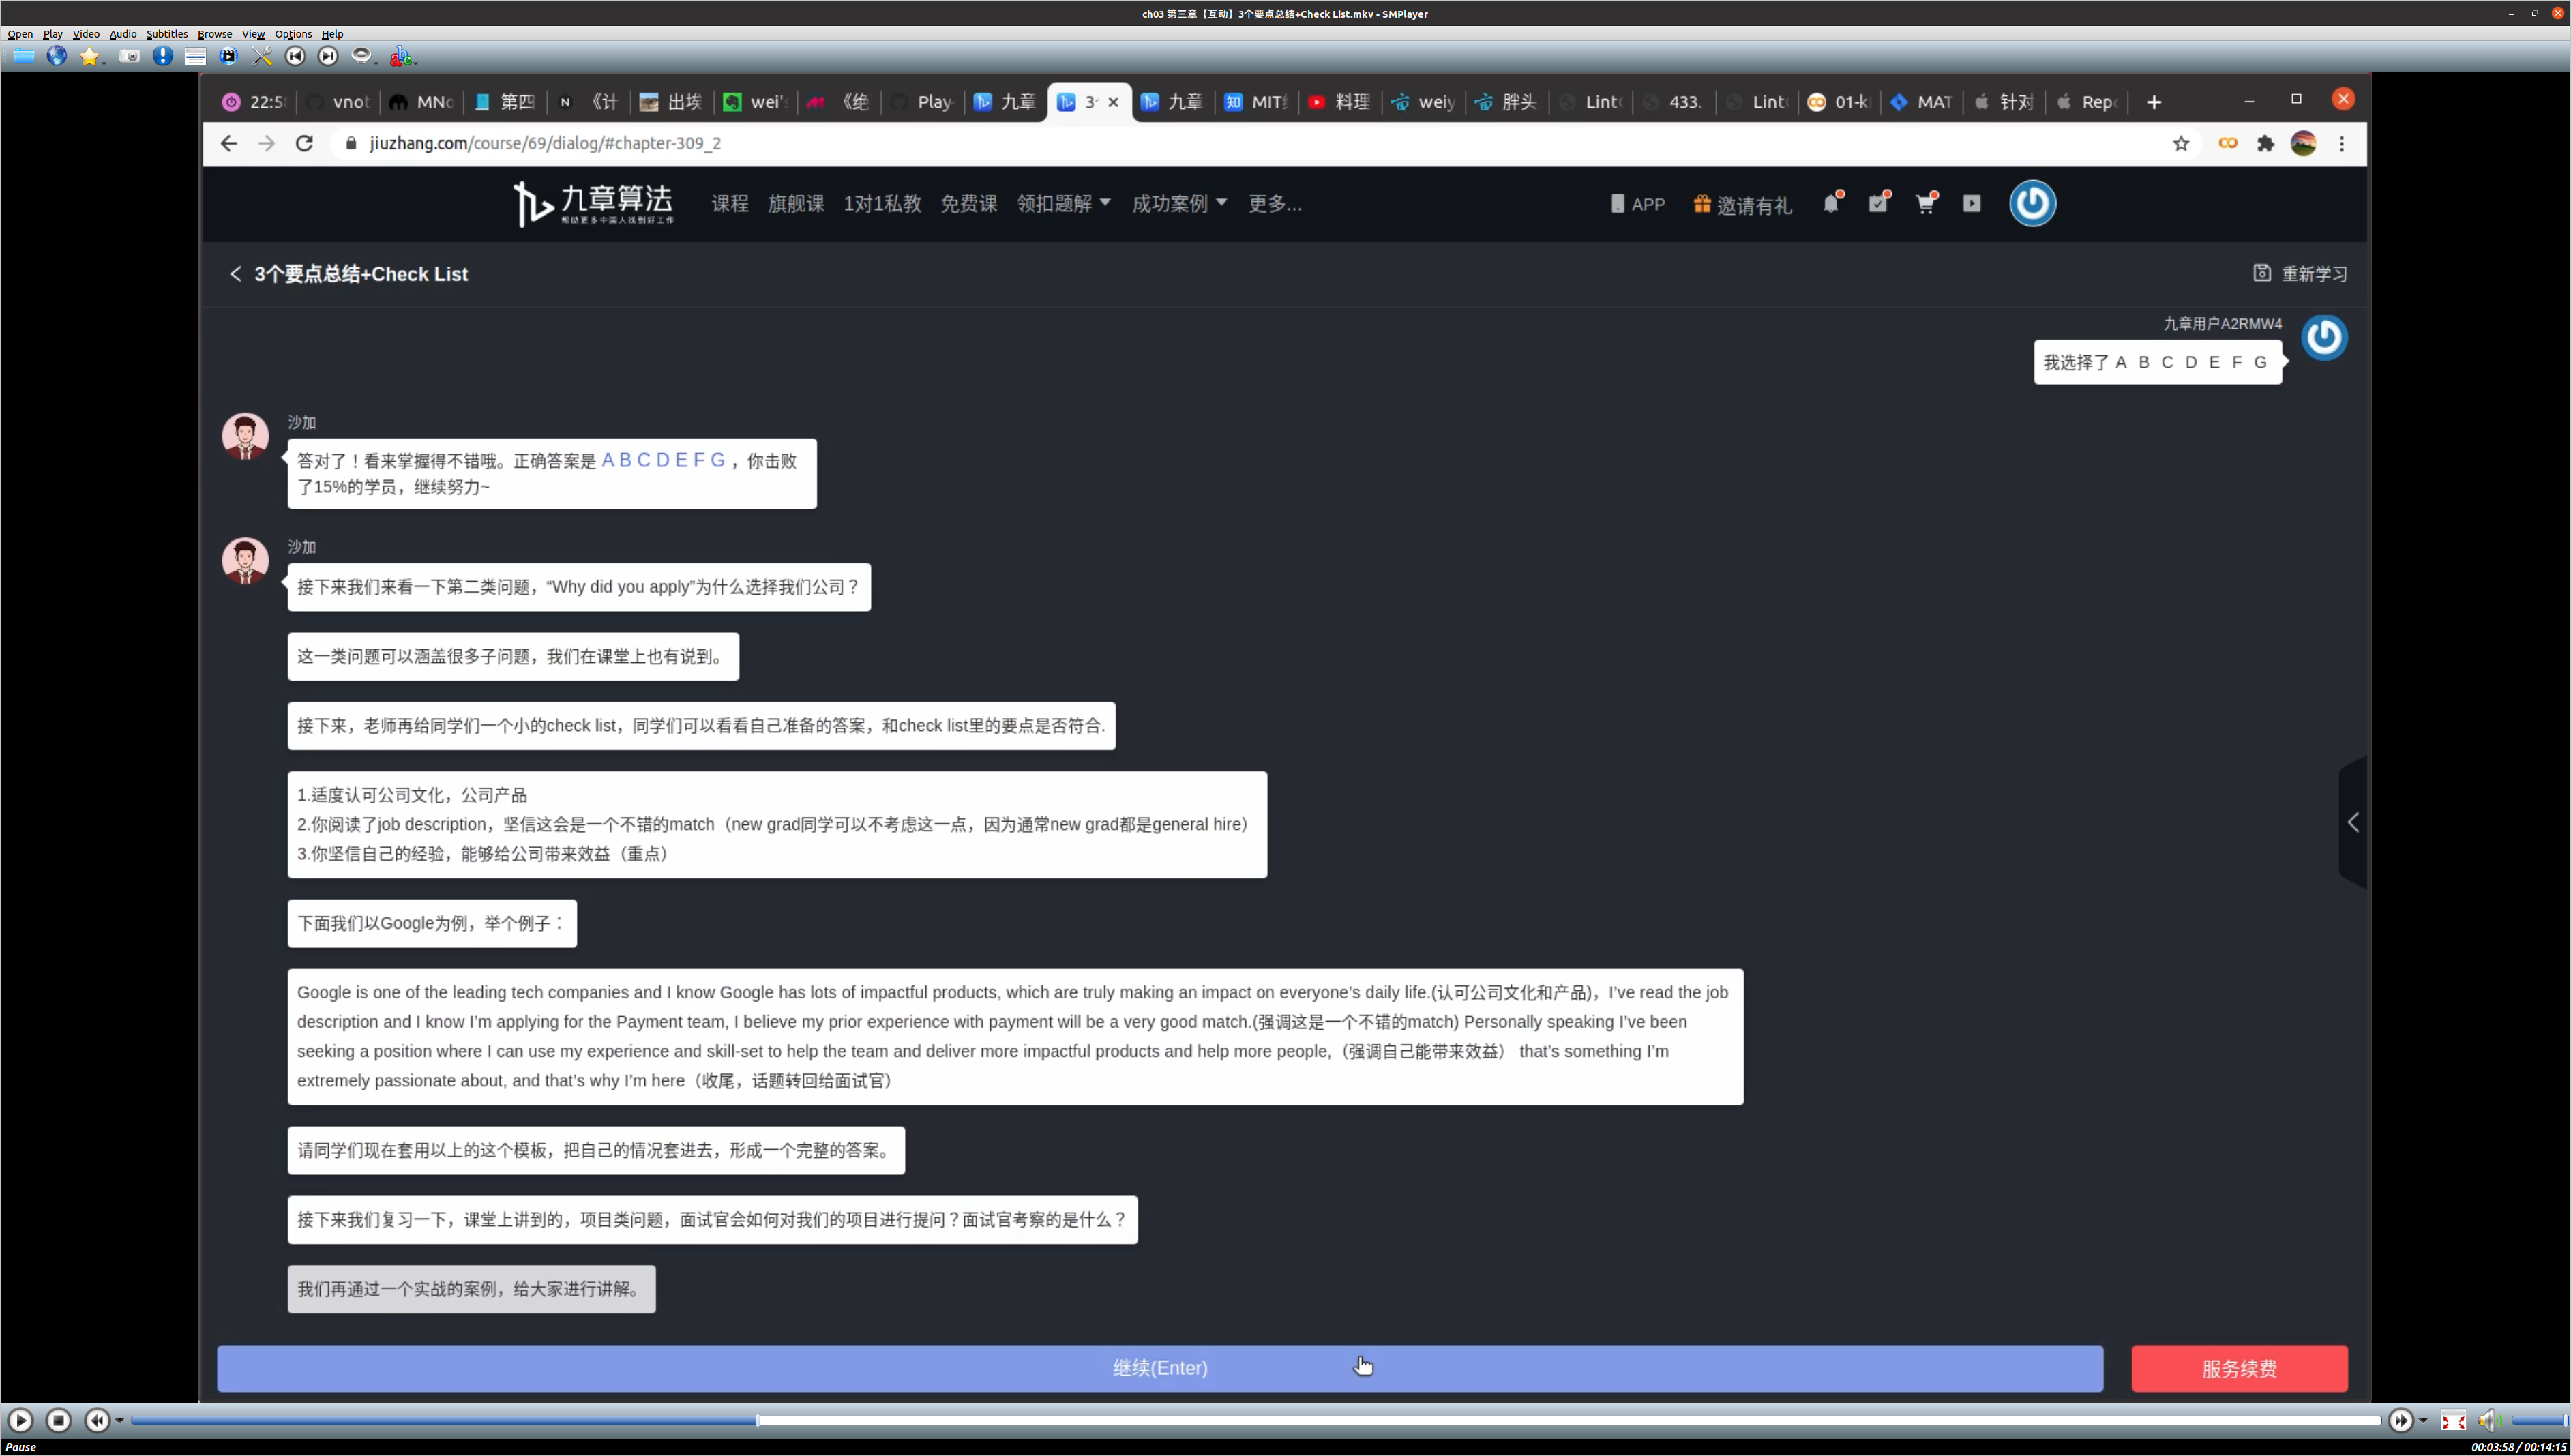 ch03 第三章【互动】3个要点总结+Check List.mkv - SMPlayer
Open Play Video Audio Subtitles Browse View Options Help
22:5 vnot MNo 第四 《计 出埃 wei's 《绝 Play- 九章 3· 九章 MIT 料理 weiy 胖头 Lint 433. Lint 01-k MAT 针对 Rep
jiuzhang.com/course/69/dialog/#chapter-309_2
九章算法 课程 旗舰课 1对1私教 免费课 领扣题解 成功案例 更多... APP 邀请有礼
帮助更多中国人找到好工作
3个要点总结+Check List 重新学习
九章用户A2RMW4
我选择了 A B C D E F G
沙加
答对了！看来掌握得不错哦。正确答案是 A B C D E F G ，你击败
了15%的学员，继续努力~
沙加
接下来我们来看一下第二类问题，“Why did you apply”为什么选择我们公司？
这一类问题可以涵盖很多子问题，我们在课堂上也有说到。
接下来，老师再给同学们一个小的check list，同学们可以看看自己准备的答案，和check list里的要点是否符合.
1.适度认可公司文化，公司产品
2.你阅读了job description，坚信这会是一个不错的match（new grad同学可以不考虑这一点，因为通常new grad都是general hire）
3.你坚信自己的经验，能够给公司带来效益（重点）
下面我们以Google为例，举个例子：
Google is one of the leading tech companies and I know Google has lots of impactful products, which are truly making an impact on everyone’s daily life.(认可公司文化和产品)，I’ve read the job
description and I know I’m applying for the Payment team, I believe my prior experience with payment will be a very good match.(强调这是一个不错的match) Personally speaking I’ve been
seeking a position where I can use my experience and skill-set to help the team and deliver more impactful products and help more people,（强调自己能带来效益） that’s something I’m
extremely passionate about, and that’s why I’m here（收尾，话题转回给面试官）
请同学们现在套用以上的这个模板，把自己的情况套进去，形成一个完整的答案。
接下来我们复习一下，课堂上讲到的，项目类问题，面试官会如何对我们的项目进行提问？面试官考察的是什么？
我们再通过一个实战的案例，给大家进行讲解。
继续(Enter) 服务续费
Pause 00:03:58 / 00:14:15